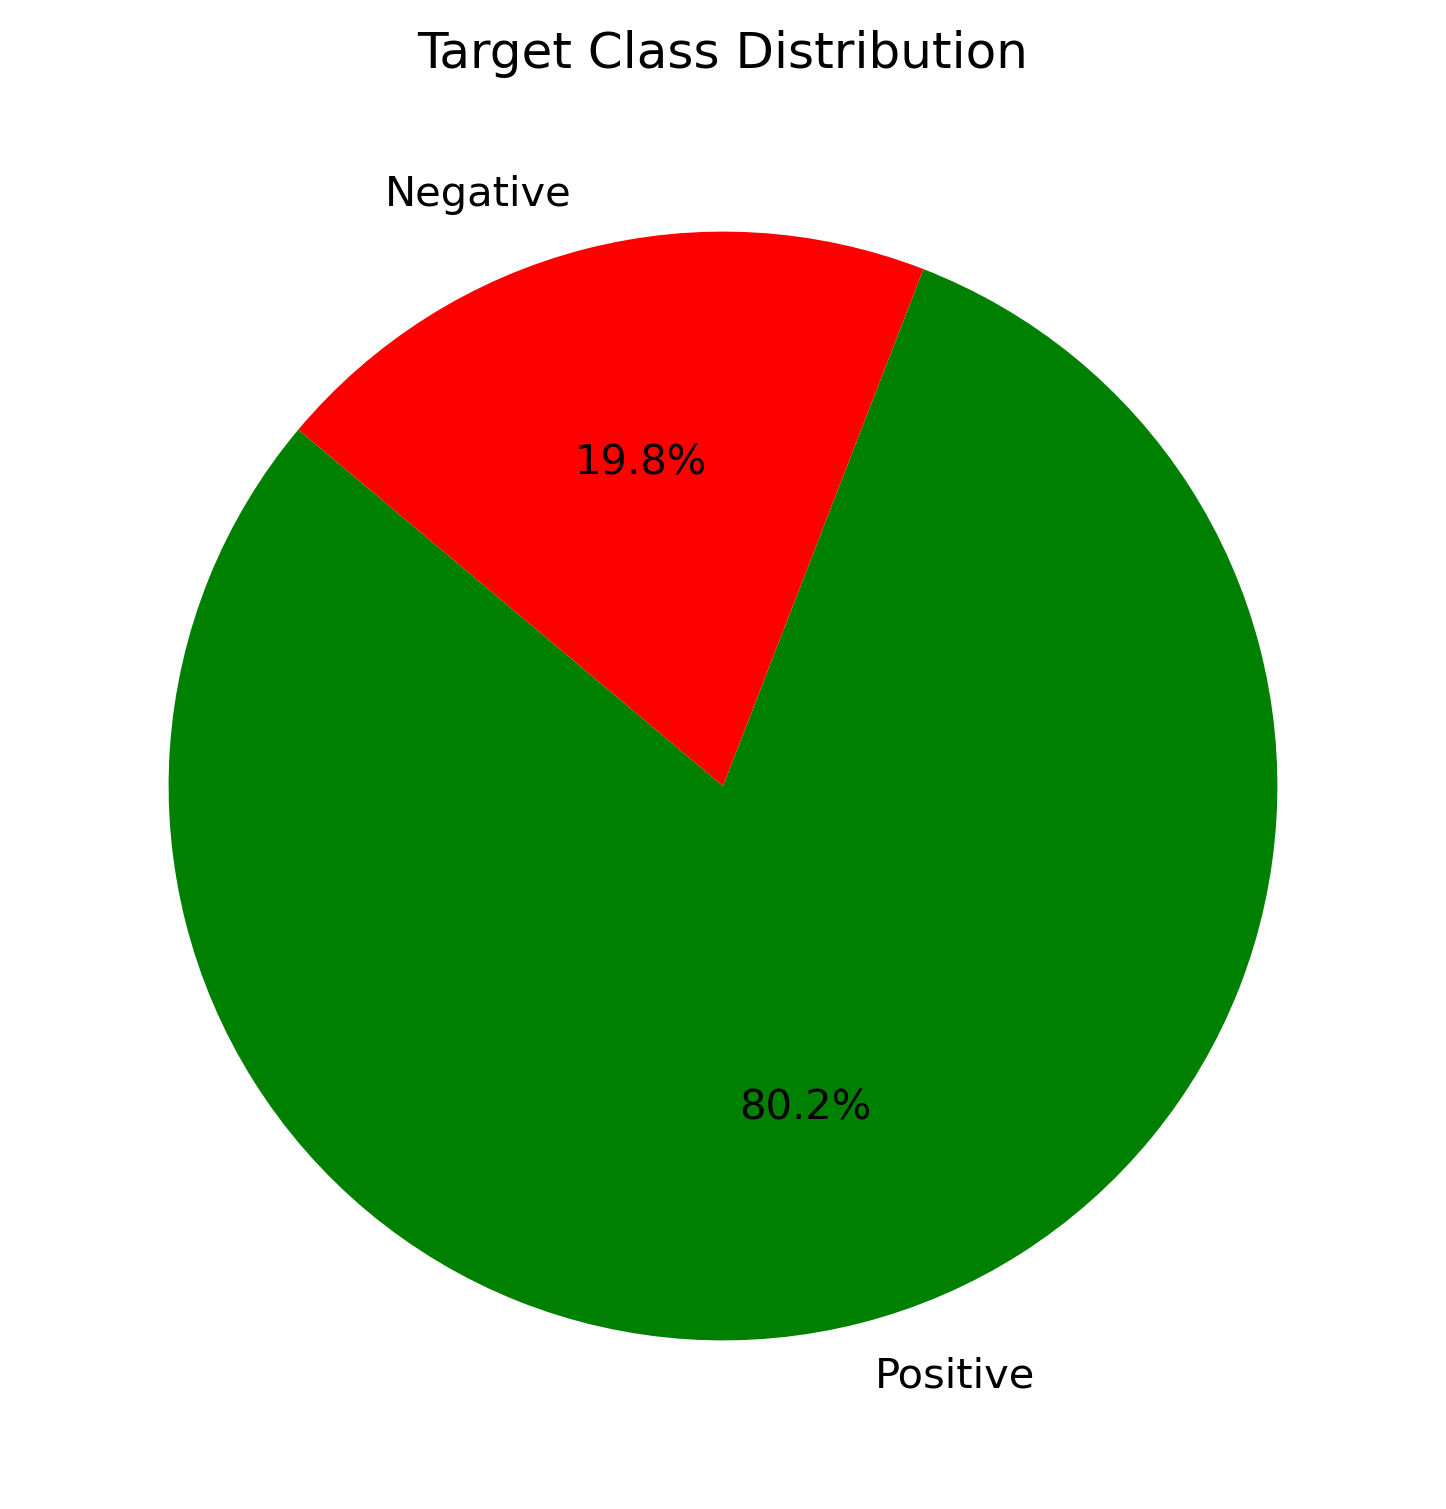 Target Class Distribution
Negative
19.8%
80.2%
Positive